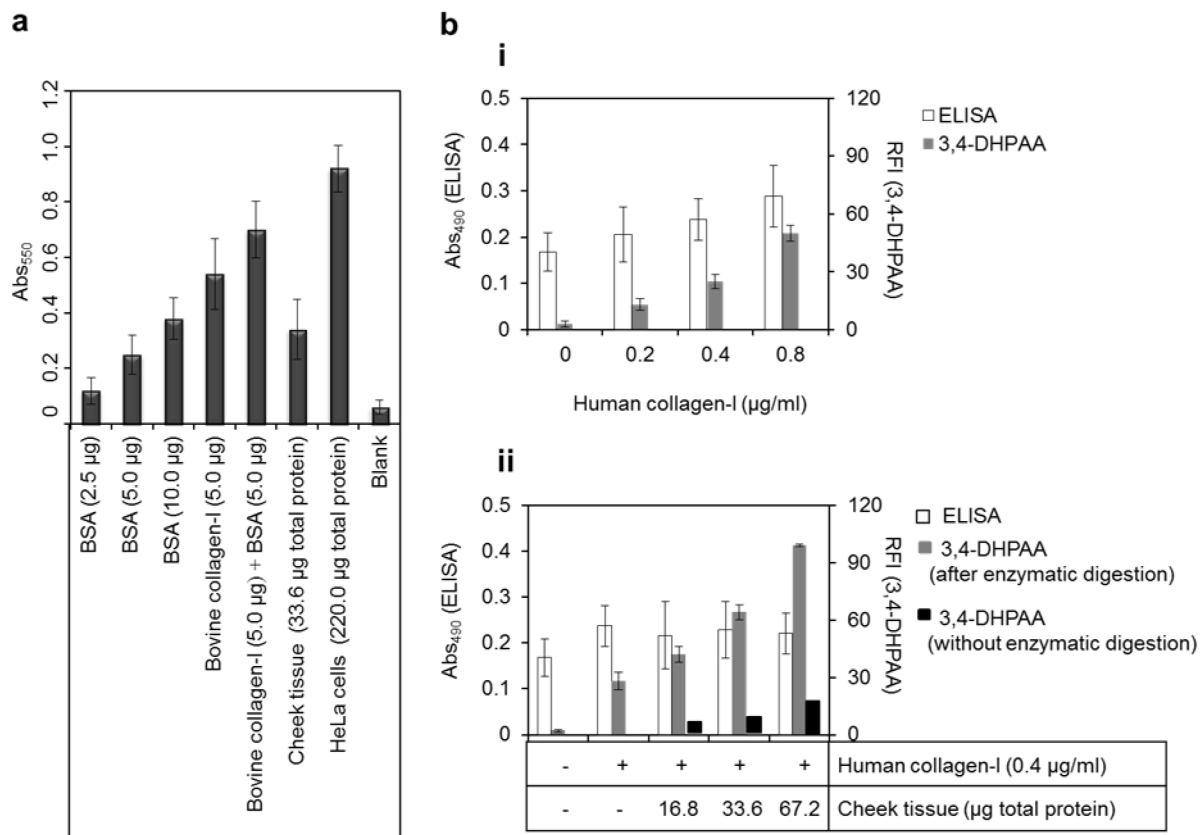 a
1.2
1.0
0.8
0.6
0.4
0.2
0
Abs550
BSA (2.5 µg)
BSA (5.0 µg)
BSA (10.0 µg)
Bovine collagen-I (5.0 µg)
Bovine collagen-I (5.0 µg) + BSA (5.0 µg)
Cheek tissue (33.6 µg total protein)
HeLa cells (220.0 µg total protein)
Blank
b
i
0.5
0.4
0.3
0.2
0.1
0
Abs490 (ELISA)
120
90
60
30
0
RFI (3,4-DHPAA)
ELISA
3,4-DHPAA
0 0.2 0.4 0.8
Human collagen-I (µg/ml)
ii
0.5
0.4
0.3
0.2
0.1
0
Abs490 (ELISA)
120
90
60
30
0
RFI (3,4-DHPAA)
ELISA
3,4-DHPAA
(after enzymatic digestion)
3,4-DHPAA
(without enzymatic digestion)
- + + + + Human collagen-I (0.4 µg/ml)
- - 16.8 33.6 67.2 Cheek tissue (µg total protein)